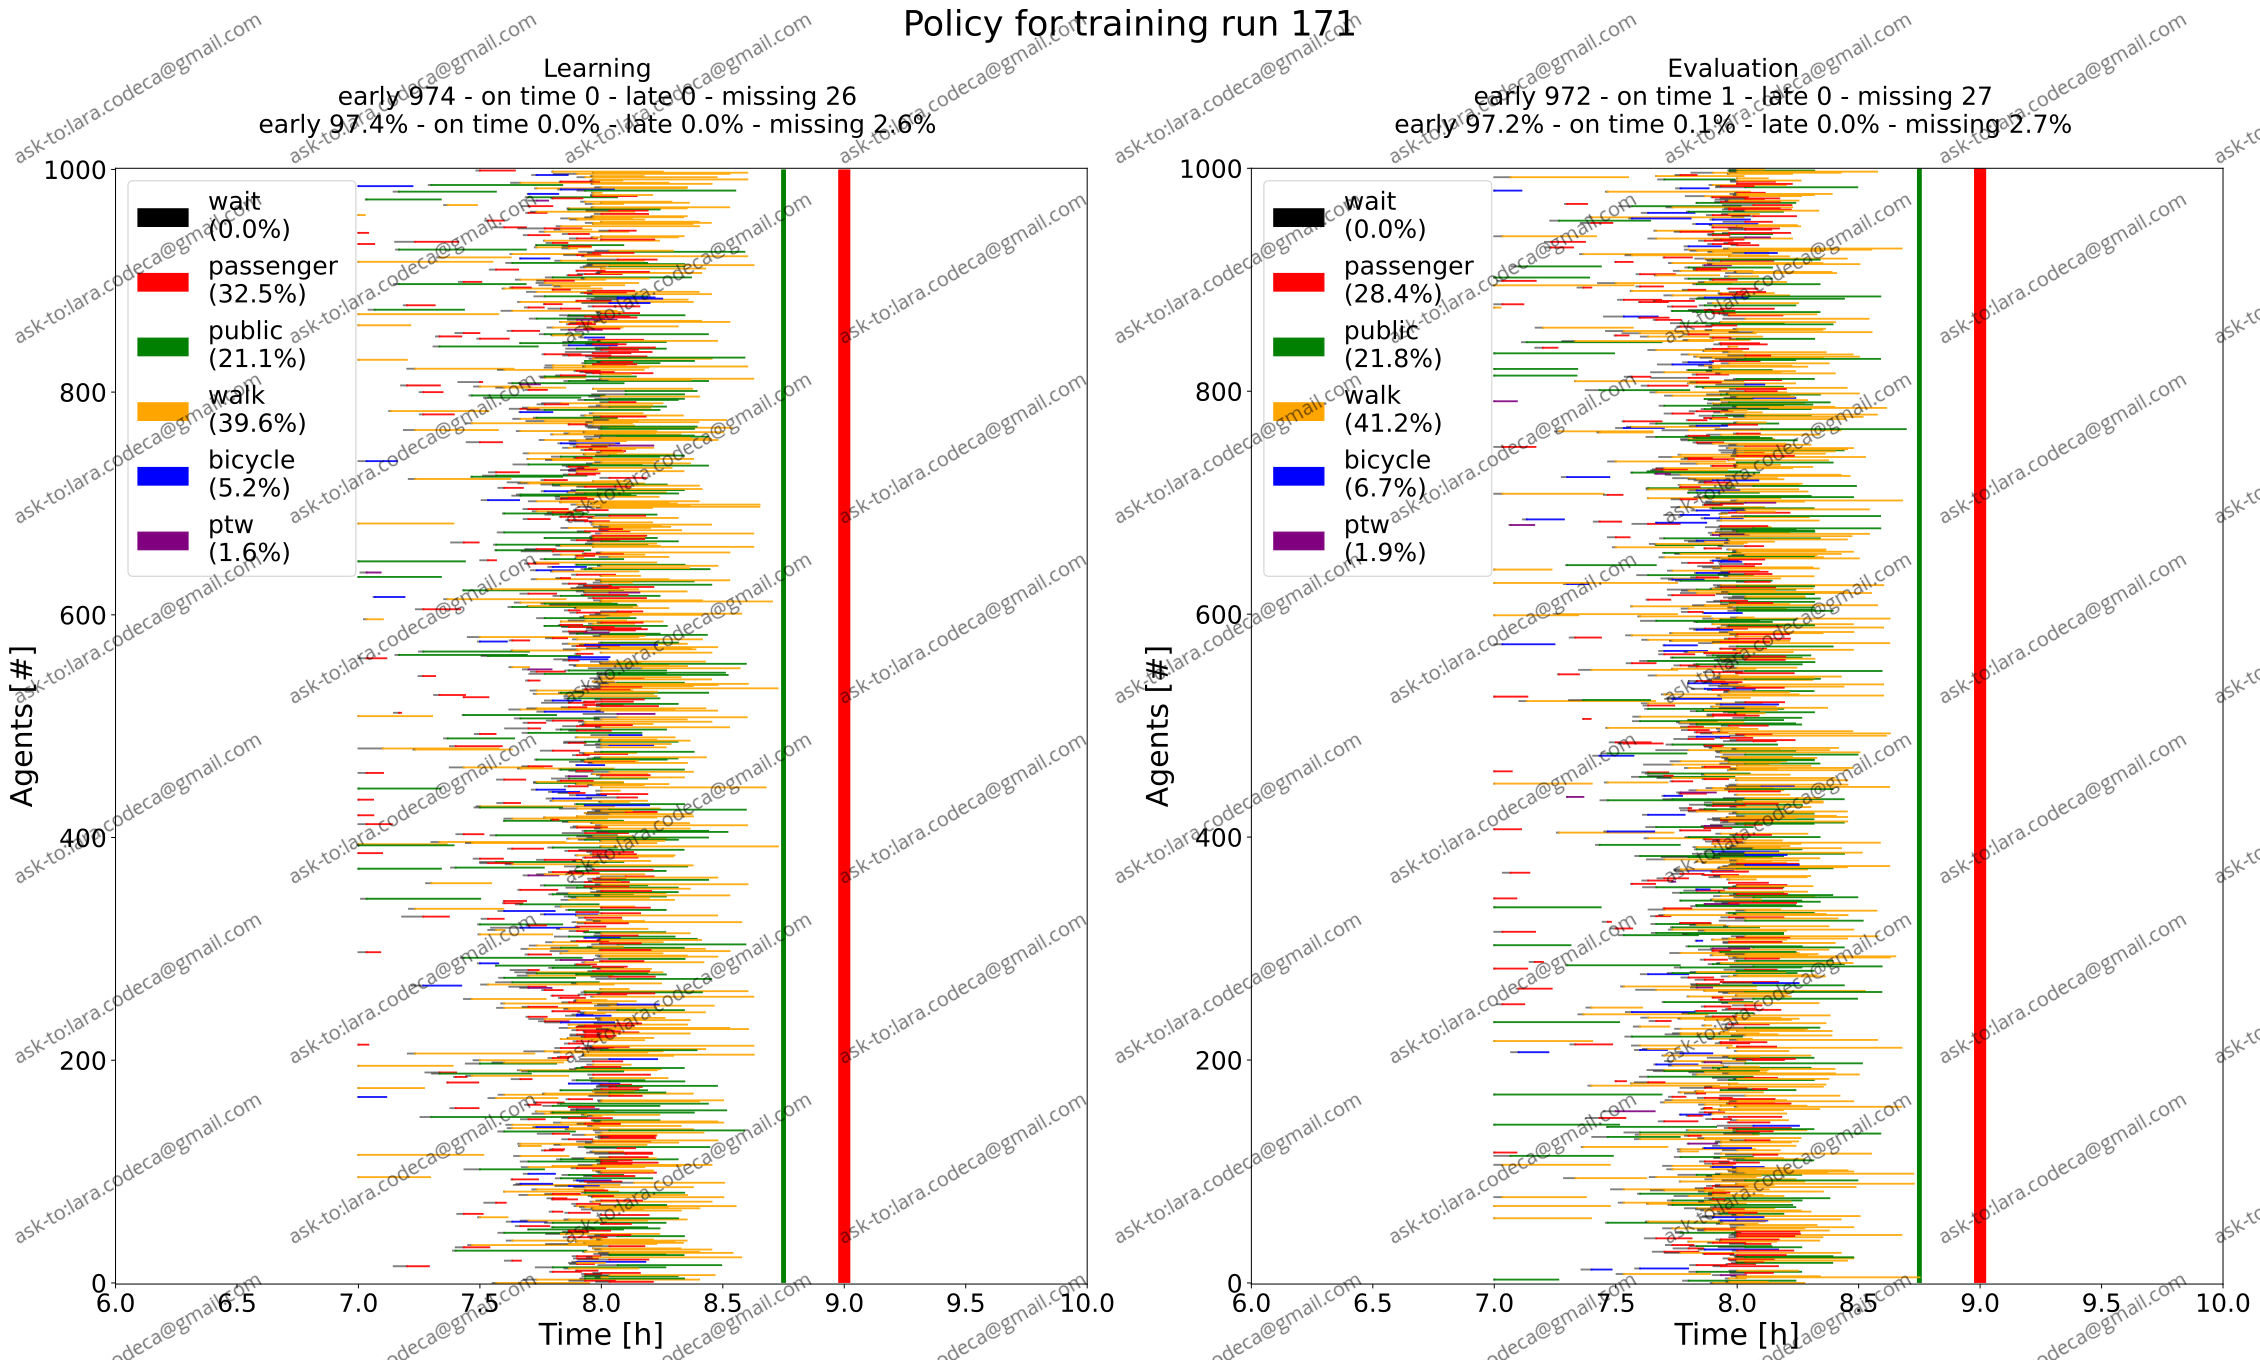 Policy for training run 171
Learning
early 974 - on time 0 - late 0 - missing 26
early 97.4% - on time 0.0% - late 0.0% - missing 2.6%
1000
800
600
400
200
0
Agents [#]
wait
(0.0%)
passenger
(32.5%)
public
(21.1%)
walk
(39.6%)
bicycle
(5.2%)
ptw
(1.6%)
6.0 6.5 7.0 7.5 8.0 8.5 9.0 9.5 10.0
Time [h]
Evaluation
early 972 - on time 1 - late 0 - missing 27
early 97.2% - on time 0.1% - late 0.0% - missing 2.7%
1000
800
600
400
200
0
Agents [#]
wait
(0.0%)
passenger
(28.4%)
public
(21.8%)
walk
(41.2%)
bicycle
(6.7%)
ptw
(1.9%)
6.0 6.5 7.0 7.5 8.0 8.5 9.0 9.5 10.0
Time [h]
ask-to:lara.codeca@gmail.com